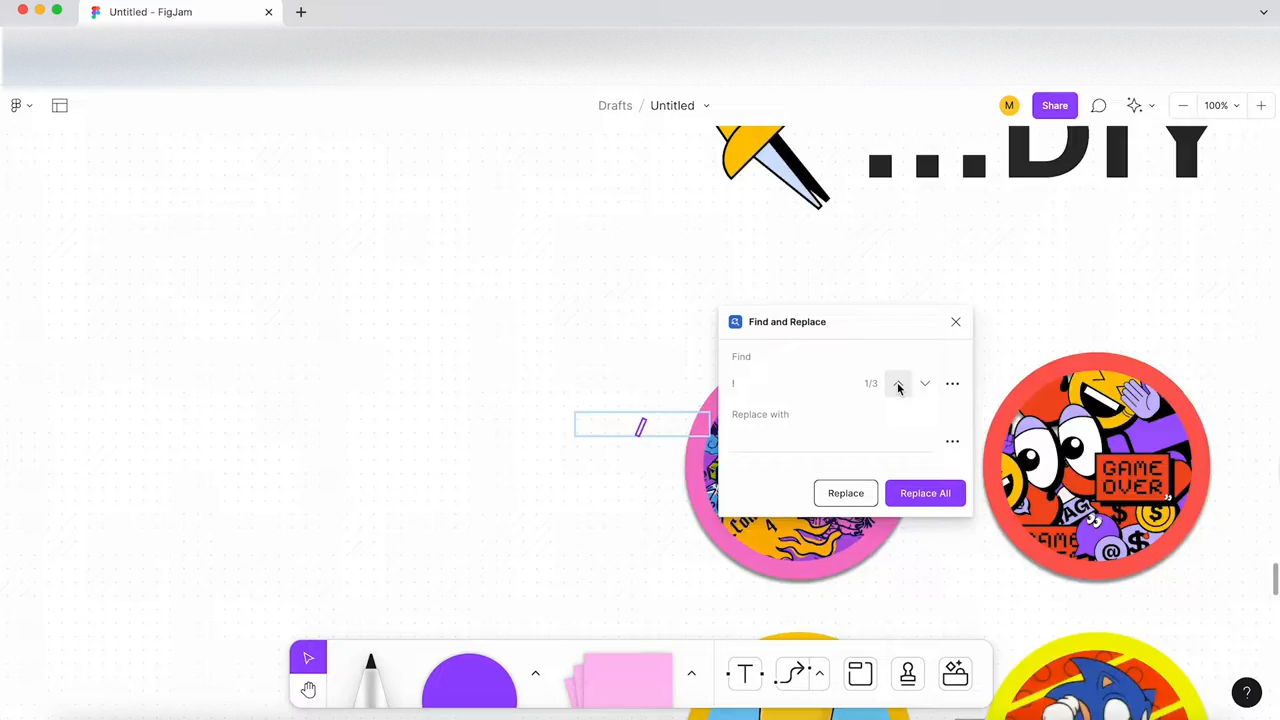 Untitled - FigJam
Drafts / Untitled
M
Share
100%
...DIY
Find and Replace
Find
!
1/3
Replace with
Replace
Replace All
GAME
OVER
"
@
$
$
T
?